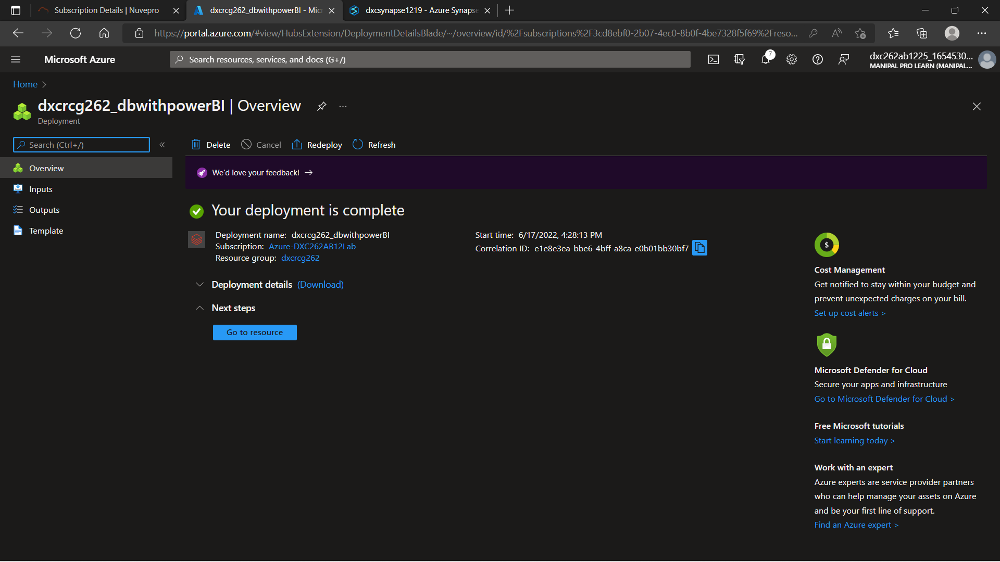 Subscription Details | Nuvepro
dxcrcg262_dbwithpowerBI - Mic
dxcsynapse1219 - Azure Synapse
https://portal.azure.com/#view/HubsExtension/DeploymentDetailsBlade/~/overview/id/%2Fsubscriptions%2F3cd8ebf0-2b07-4ec0-8b0f-4be7328f5f69%2Freso...
Microsoft Azure
Search resources, services, and docs (G+/)
7
dxc262ab1225_1654530...
MANIPAL PRO LEARN (MANIPAL...
Home >
dxcrcg262_dbwithpowerBI | Overview
Deployment
Search (Ctrl+/)
«
Delete
Cancel
Redeploy
Refresh
Overview
Inputs
Outputs
Template
We'd love your feedback! →
Your deployment is complete
Deployment name: dxcrcg262_dbwithpowerBI
Subscription: Azure-DXC262AB12Lab
Resource group: dxcrcg262
Start time: 6/17/2022, 4:28:13 PM
Correlation ID: e1e8e3ea-bbe6-4bff-a8ca-e0b01bb30bf7
Deployment details (Download)
Next steps
Go to resource
$
Cost Management
Get notified to stay within your budget and
prevent unexpected charges on your bill.
Set up cost alerts >
Microsoft Defender for Cloud
Secure your apps and infrastructure
Go to Microsoft Defender for Cloud >
Free Microsoft tutorials
Start learning today >
Work with an expert
Azure experts are service provider partners
who can help manage your assets on Azure
and be your first line of support.
Find an Azure expert >